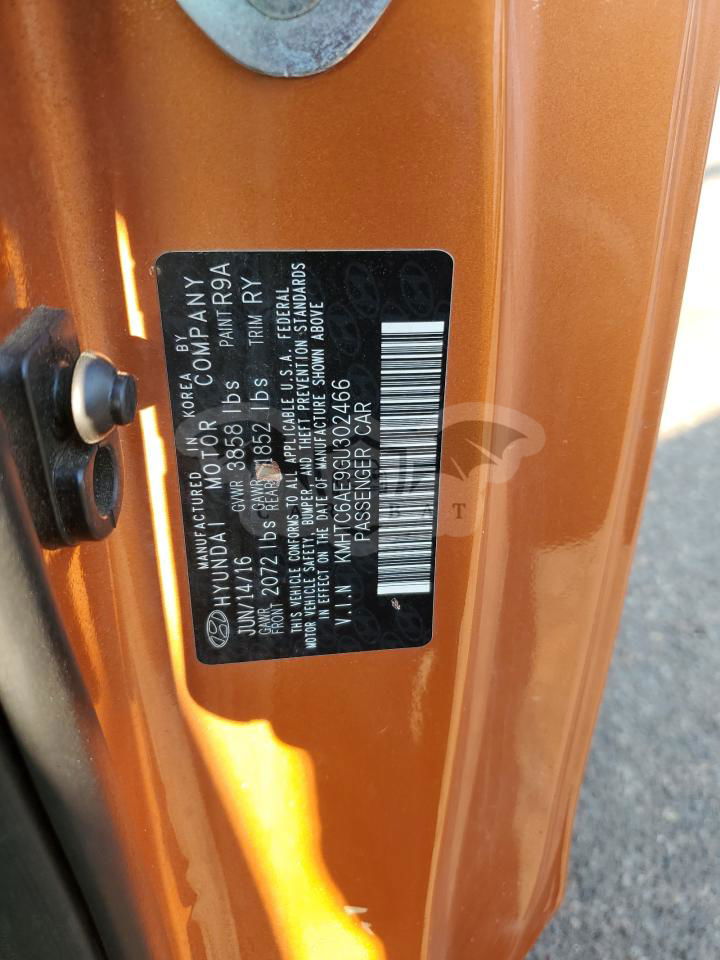 MANUFACTURED IN KOREA BY
HYUNDAI MOTOR COMPANY
JUN/14/16 GVWR 3858 lbs PAINT R9A
GAWR FRONT 2072 lbs GAWR REAR 1852 lbs TRIM RY
THIS VEHICLE CONFORMS TO ALL APPLICABLE U.S.A. FEDERAL
MOTOR VEHICLE SAFETY, BUMPER, AND THEFT PREVENTION STANDARDS
IN EFFECT ON THE DATE OF MANUFACTURE SHOWN ABOVE
V.I.N KMHTC6AE9GU302466
PASSENGER CAR
BAT